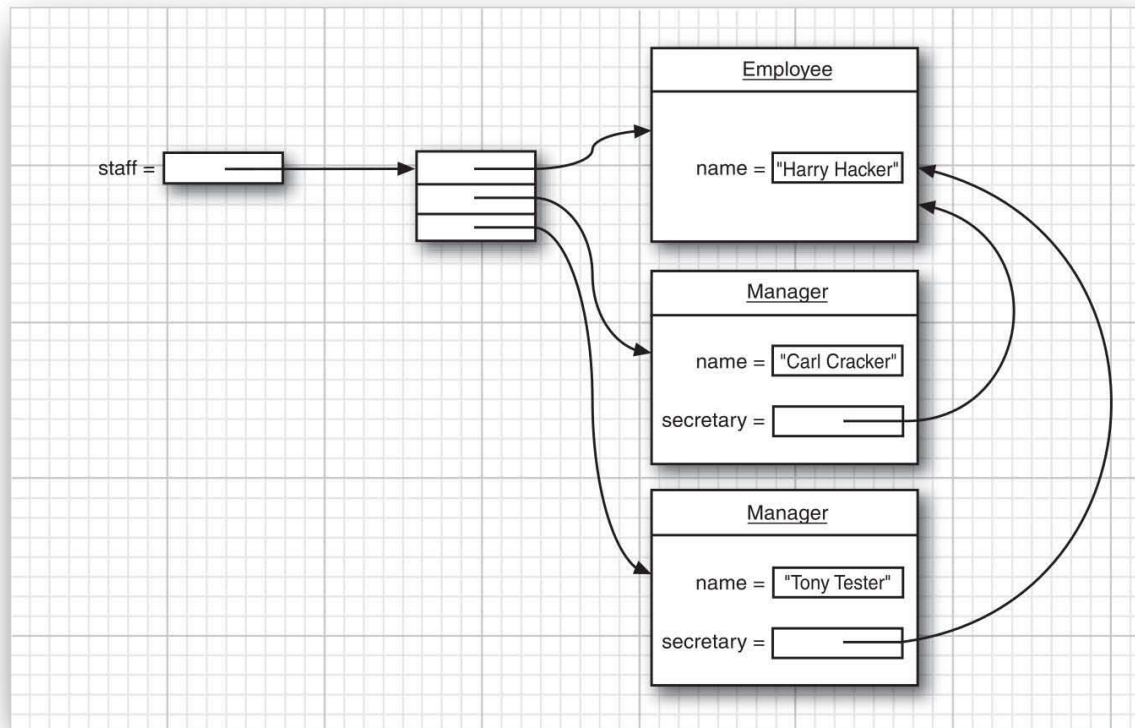 Employee
staff =
name = "Harry Hacker"
Manager
name = "Carl Cracker"
secretary =
Manager
name = "Tony Tester"
secretary =